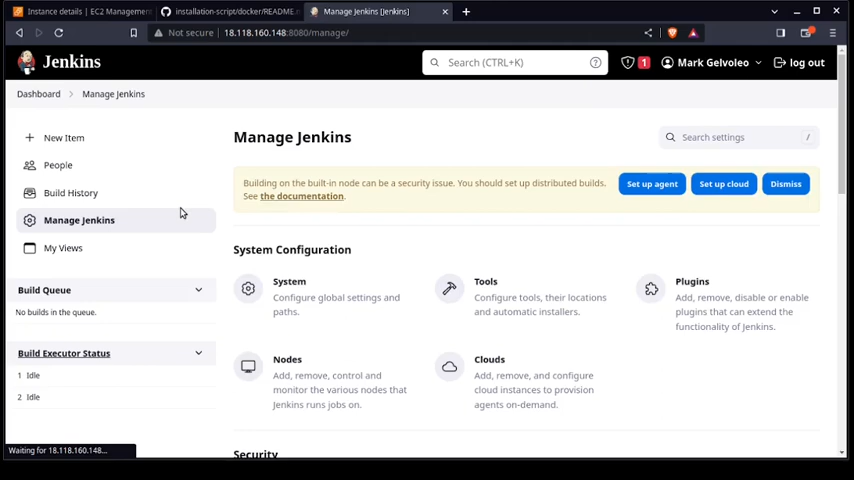 Instance details | EC2 Management
installation-script/docker/README.m
Manage Jenkins [Jenkins]
Not secure
18.118.160.148:8080/manage/
Jenkins
Search (CTRL+K)
?
1
Mark Gelvoleo
log out
Dashboard > Manage Jenkins
New Item
People
Build History
Manage Jenkins
My Views
Build Queue
No builds in the queue.
Build Executor Status
1 Idle
2 Idle
Manage Jenkins
Search settings
/
Building on the built-in node can be a security issue. You should set up distributed builds.
See the documentation.
Set up agent
Set up cloud
Dismiss
System Configuration
System
Configure global settings and
paths.
Tools
Configure tools, their locations
and automatic installers.
Plugins
Add, remove, disable or enable
plugins that can extend the
functionality of Jenkins.
Nodes
Add, remove, control and
monitor the various nodes that
Jenkins runs jobs on.
Clouds
Add, remove, and configure
cloud instances to provision
agents on-demand.
Security
Waiting for 18.118.160.148...